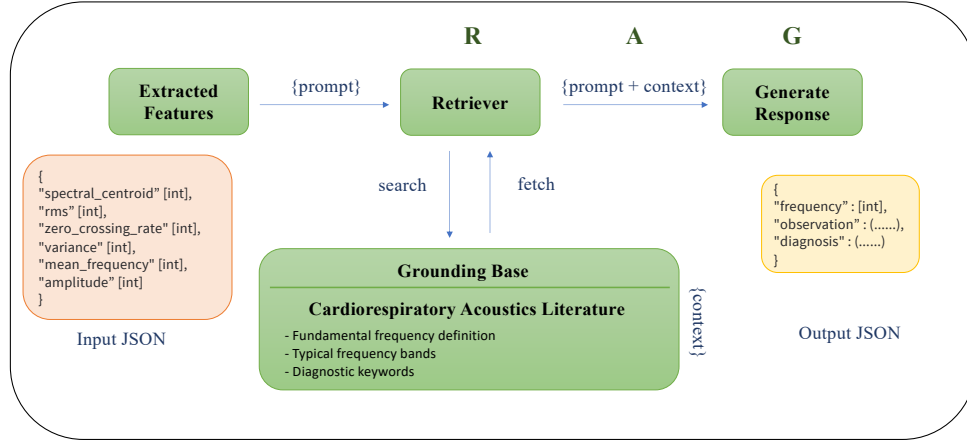 R
A
G
Extracted
Features
{prompt}
Retriever
{prompt + context}
Generate
Response
{
"spectral_centroid” [int],
"rms” [int],
"zero_crossing_rate" [int],
"variance" [int],
"mean_frequency" [int],
"amplitude” [int]
}
Input JSON
search
fetch
{
"frequency” : [int],
"observation” : (......),
"diagnosis” : (......)
}
Output JSON
Grounding Base
Cardiorespiratory Acoustics Literature
- Fundamental frequency definition
- Typical frequency bands
- Diagnostic keywords
{context}